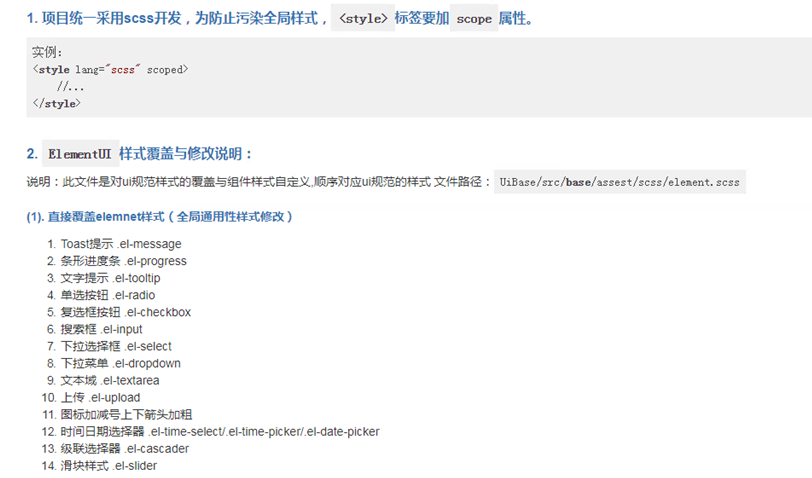 1. 项目统一采用scss开发，为防止污染全局样式， <style> 标签要加 scope 属性。
实例:
<style lang="scss" scoped>
//...
</style>
2. ElementUI 样式覆盖与修改说明：
说明：此文件是对ui规范样式的覆盖与组件样式自定义,顺序对应ui规范的样式 文件路径： UiBase/src/base/assest/scss/element.scss
(1). 直接覆盖elemnet样式（全局通用性样式修改）
1. Toast提示 .el-message
2. 条形进度条 .el-progress
3. 文字提示 .el-tooltip
4. 单选按钮 .el-radio
5. 复选框按钮 .el-checkbox
6. 搜索框 .el-input
7. 下拉选择框 .el-select
8. 下拉菜单 .el-dropdown
9. 文本域 .el-textarea
10. 上传 .el-upload
11. 图标加减号上下箭头加粗
12. 时间日期选择器 .el-time-select/.el-time-picker/.el-date-picker
13. 级联选择器 .el-cascader
14. 滑块样式 .el-slider